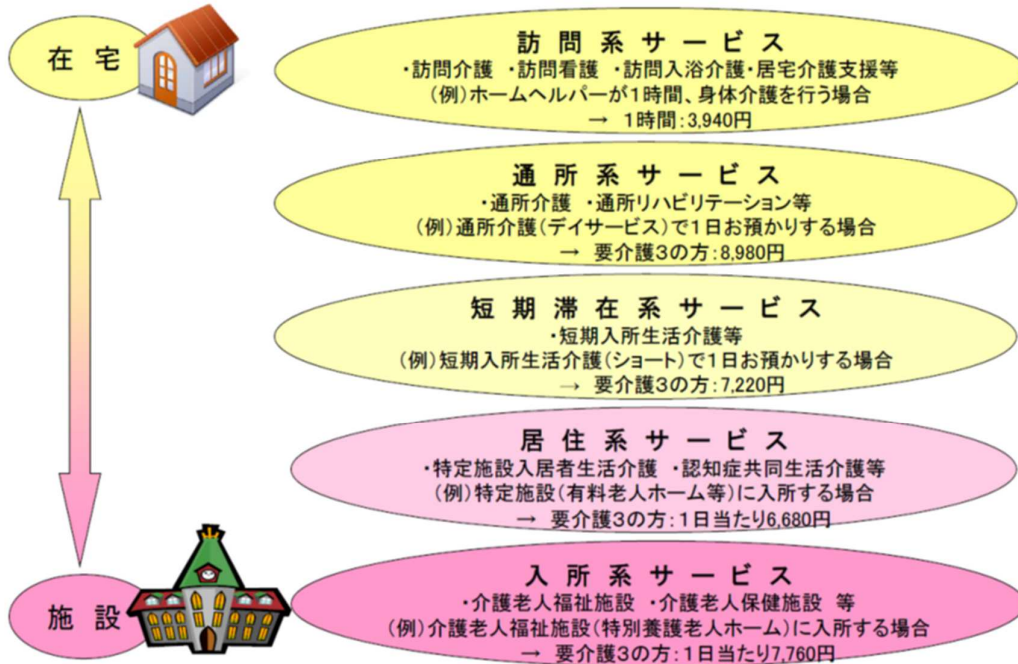 在 宅
訪 問 系 サ ー ビ ス
・訪問介護 ・訪問看護 ・訪問入浴介護・居宅介護支援等
(例)ホームヘルパーが1時間、身体介護を行う場合
→ 1時間:3,940円
通 所 系 サ ー ビ ス
・通所介護 ・通所リハビリテーション等
(例)通所介護(デイサービス)で1日お預かりする場合
→ 要介護3の方:8,980円
短 期 滞 在 系 サ ー ビ ス
・短期入所生活介護等
(例)短期入所生活介護(ショート)で1日お預かりする場合
→ 要介護3の方:7,220円
居 住 系 サ ー ビ ス
・特定施設入居者生活介護 ・認知症共同生活介護等
(例)特定施設(有料老人ホーム等)に入所する場合
→ 要介護3の方:1日当たり6,680円
施 設
入 所 系 サ ー ビ ス
・介護老人福祉施設 ・介護老人保健施設 等
(例)介護老人福祉施設(特別養護老人ホーム)に入所する場合
→ 要介護3の方:1日当たり7,760円